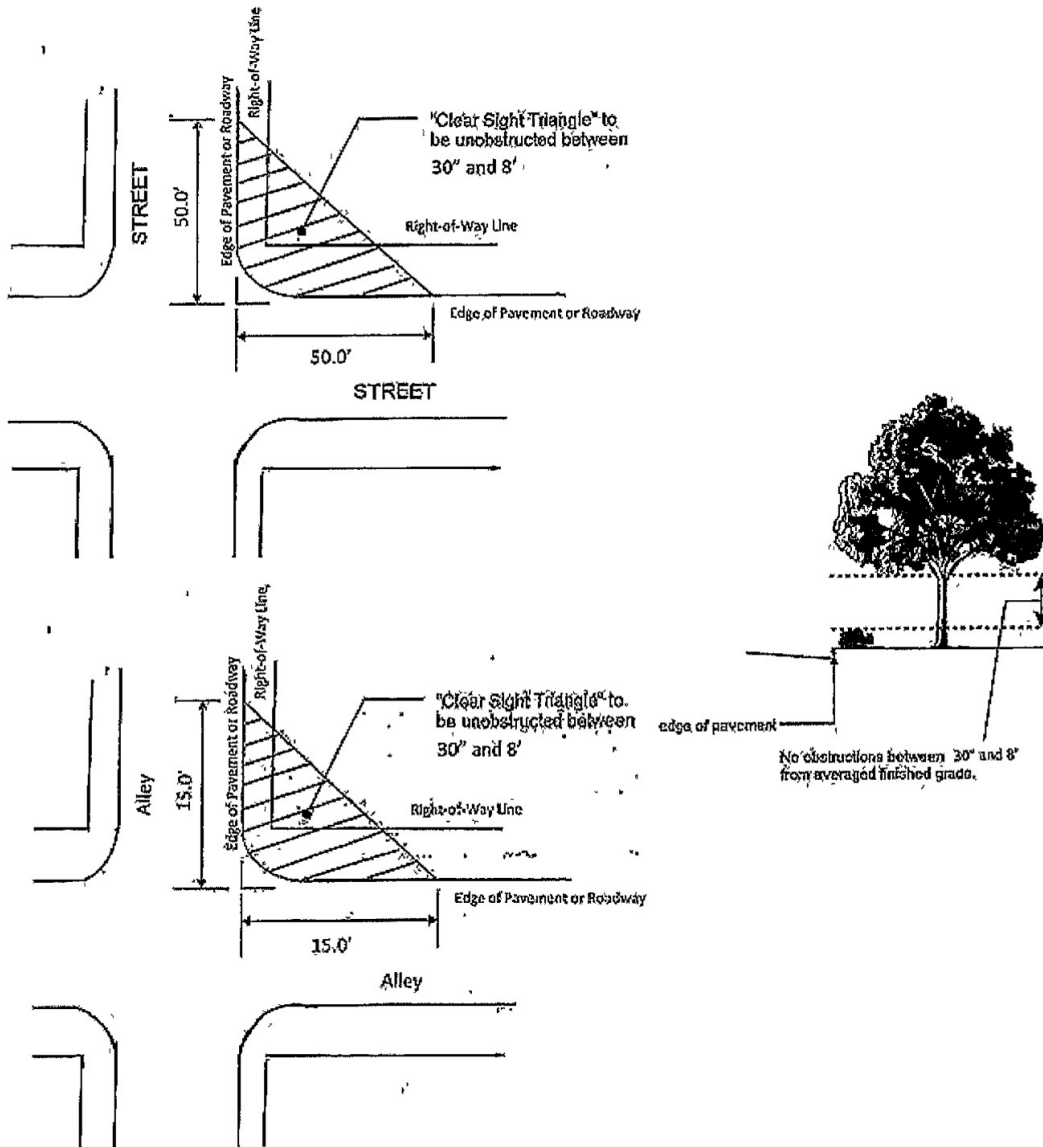 Right-of-Way Line
Edge of Pavement or Roadway
"Clear Sight Triangle" to
be unobstructed between
30" and 8'
STREET
50.0'
Right-of-Way Line
Edge of Pavement or Roadway
50.0'
STREET
Right-of-Way Line
Edge of Pavement or Roadway
"Clear Sight Triangle" to
be unobstructed between
30" and 8'
Alley
15.0'
Right-of-Way Line
Edge of Pavement or Roadway
15.0'
Alley
edge of pavement
No obstructions between 30" and 8'
from averaged finished grade.